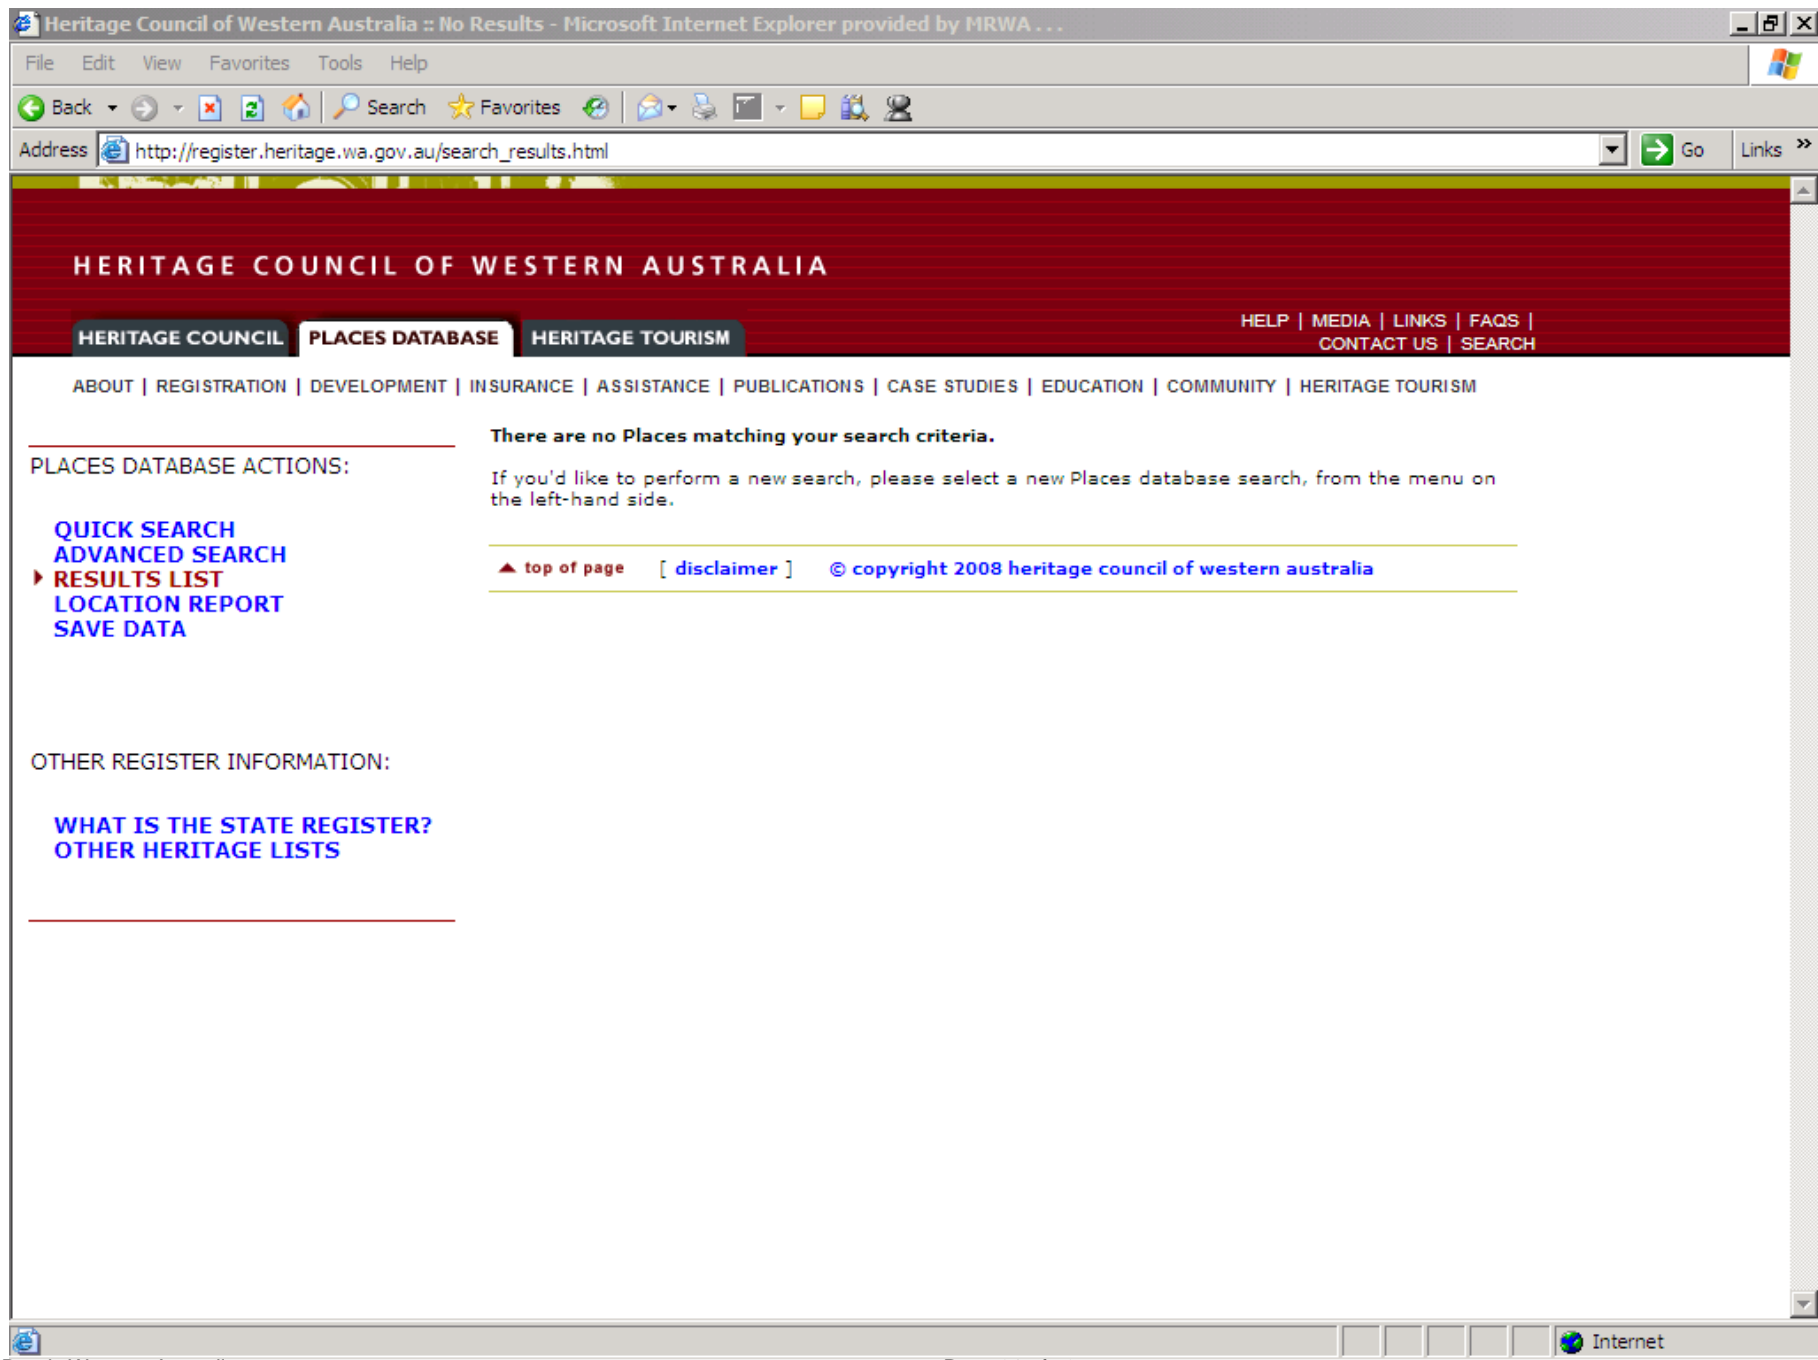 Heritage Council of Western Australia :: No Results - Microsoft Internet Explorer provided by MRWA . . .
File Edit View Favorites Tools Help
Back Search Favorites
Address http://register.heritage.wa.gov.au/search_results.html Go Links »
HERITAGE COUNCIL OF WESTERN AUSTRALIA
HERITAGE COUNCIL PLACES DATABASE HERITAGE TOURISM
HELP | MEDIA | LINKS | FAQS |
CONTACT US | SEARCH
ABOUT | REGISTRATION | DEVELOPMENT | INSURANCE | ASSISTANCE | PUBLICATIONS | CASE STUDIES | EDUCATION | COMMUNITY | HERITAGE TOURISM
PLACES DATABASE ACTIONS:
QUICK SEARCH
ADVANCED SEARCH
RESULTS LIST
LOCATION REPORT
SAVE DATA
OTHER REGISTER INFORMATION:
WHAT IS THE STATE REGISTER?
OTHER HERITAGE LISTS
There are no Places matching your search criteria.
If you'd like to perform a new search, please select a new Places database search, from the menu on
the left-hand side.
top of page [ disclaimer ] © copyright 2008 heritage council of western australia
Internet